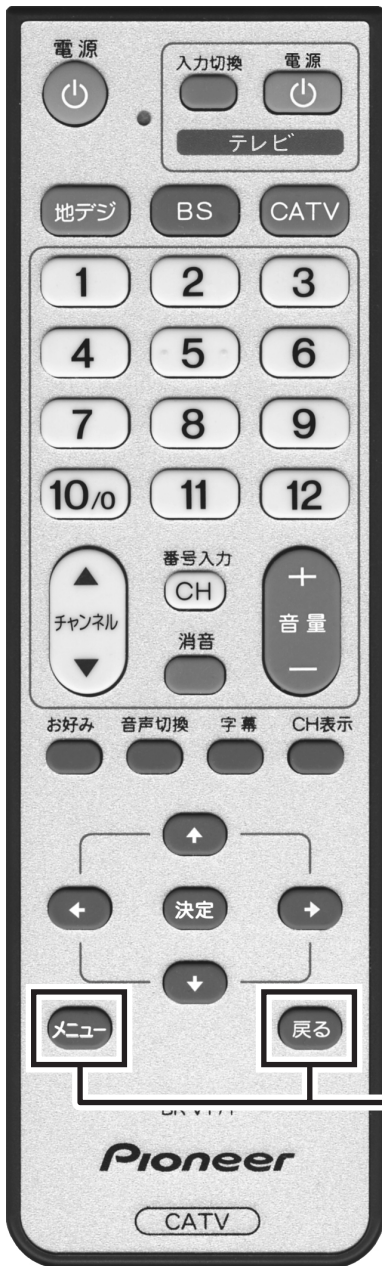 電源
入力切換 電源
テレビ
地デジ BS CATV
1 2 3
4 5 6
7 8 9
10/0 11 12
番号入力
CH
チャンネル
音量
消音
お好み 音声切換 字幕 CH表示
決定
メニュー 戻る
Pioneer
CATV